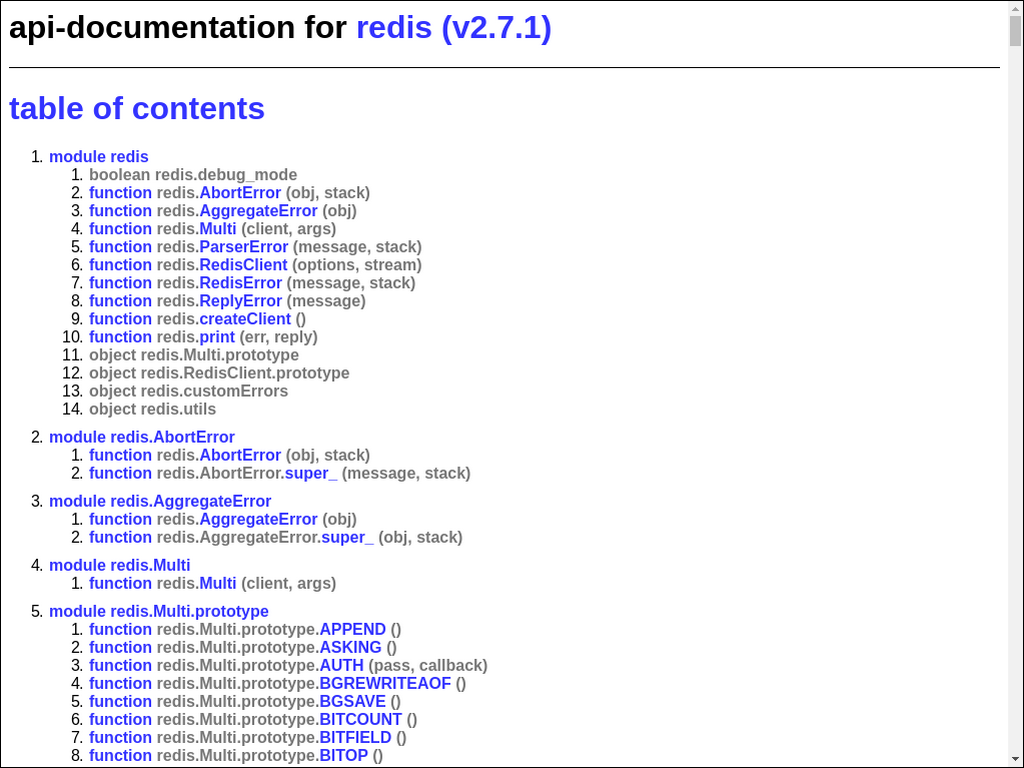 api-documentation for redis (v2.7.1)
table of contents
1. module redis
1. boolean redis.debug_mode
2. function redis.AbortError (obj, stack)
3. function redis.AggregateError (obj)
4. function redis.Multi (client, args)
5. function redis.ParserError (message, stack)
6. function redis.RedisClient (options, stream)
7. function redis.RedisError (message, stack)
8. function redis.ReplyError (message)
9. function redis.createClient ()
10. function redis.print (err, reply)
11. object redis.Multi.prototype
12. object redis.RedisClient.prototype
13. object redis.customErrors
14. object redis.utils
2. module redis.AbortError
1. function redis.AbortError (obj, stack)
2. function redis.AbortError.super_ (message, stack)
3. module redis.AggregateError
1. function redis.AggregateError (obj)
2. function redis.AggregateError.super_ (obj, stack)
4. module redis.Multi
1. function redis.Multi (client, args)
5. module redis.Multi.prototype
1. function redis.Multi.prototype.APPEND ()
2. function redis.Multi.prototype.ASKING ()
3. function redis.Multi.prototype.AUTH (pass, callback)
4. function redis.Multi.prototype.BGREWRITEAOF ()
5. function redis.Multi.prototype.BGSAVE ()
6. function redis.Multi.prototype.BITCOUNT ()
7. function redis.Multi.prototype.BITFIELD ()
8. function redis.Multi.prototype.BITOP ()